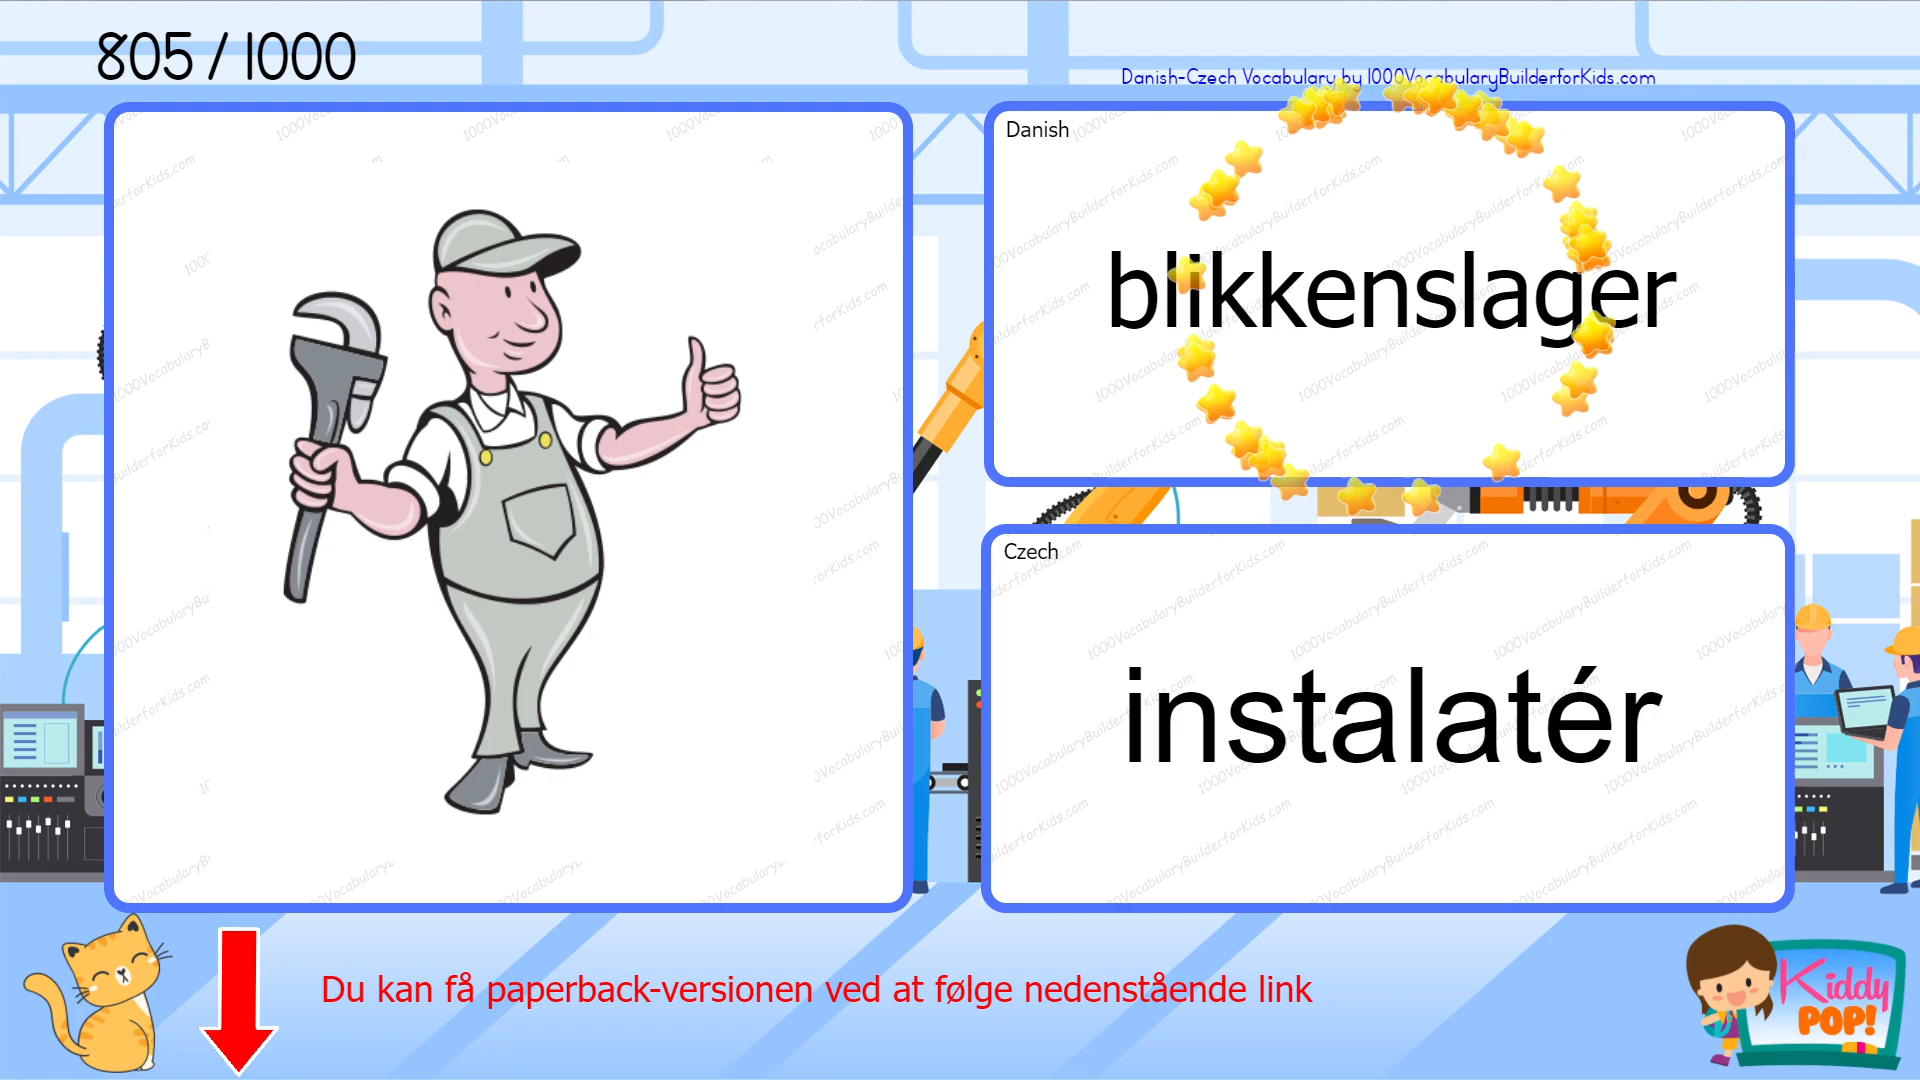 805 / 1000
Danish-Czech Vocabulary by 1000VocabularyBuilderforKids.com
Danish
blikkenslager
Czech
instalatér
Du kan få paperback-versionen ved at følge nedenstående link
Kiddy
POP!